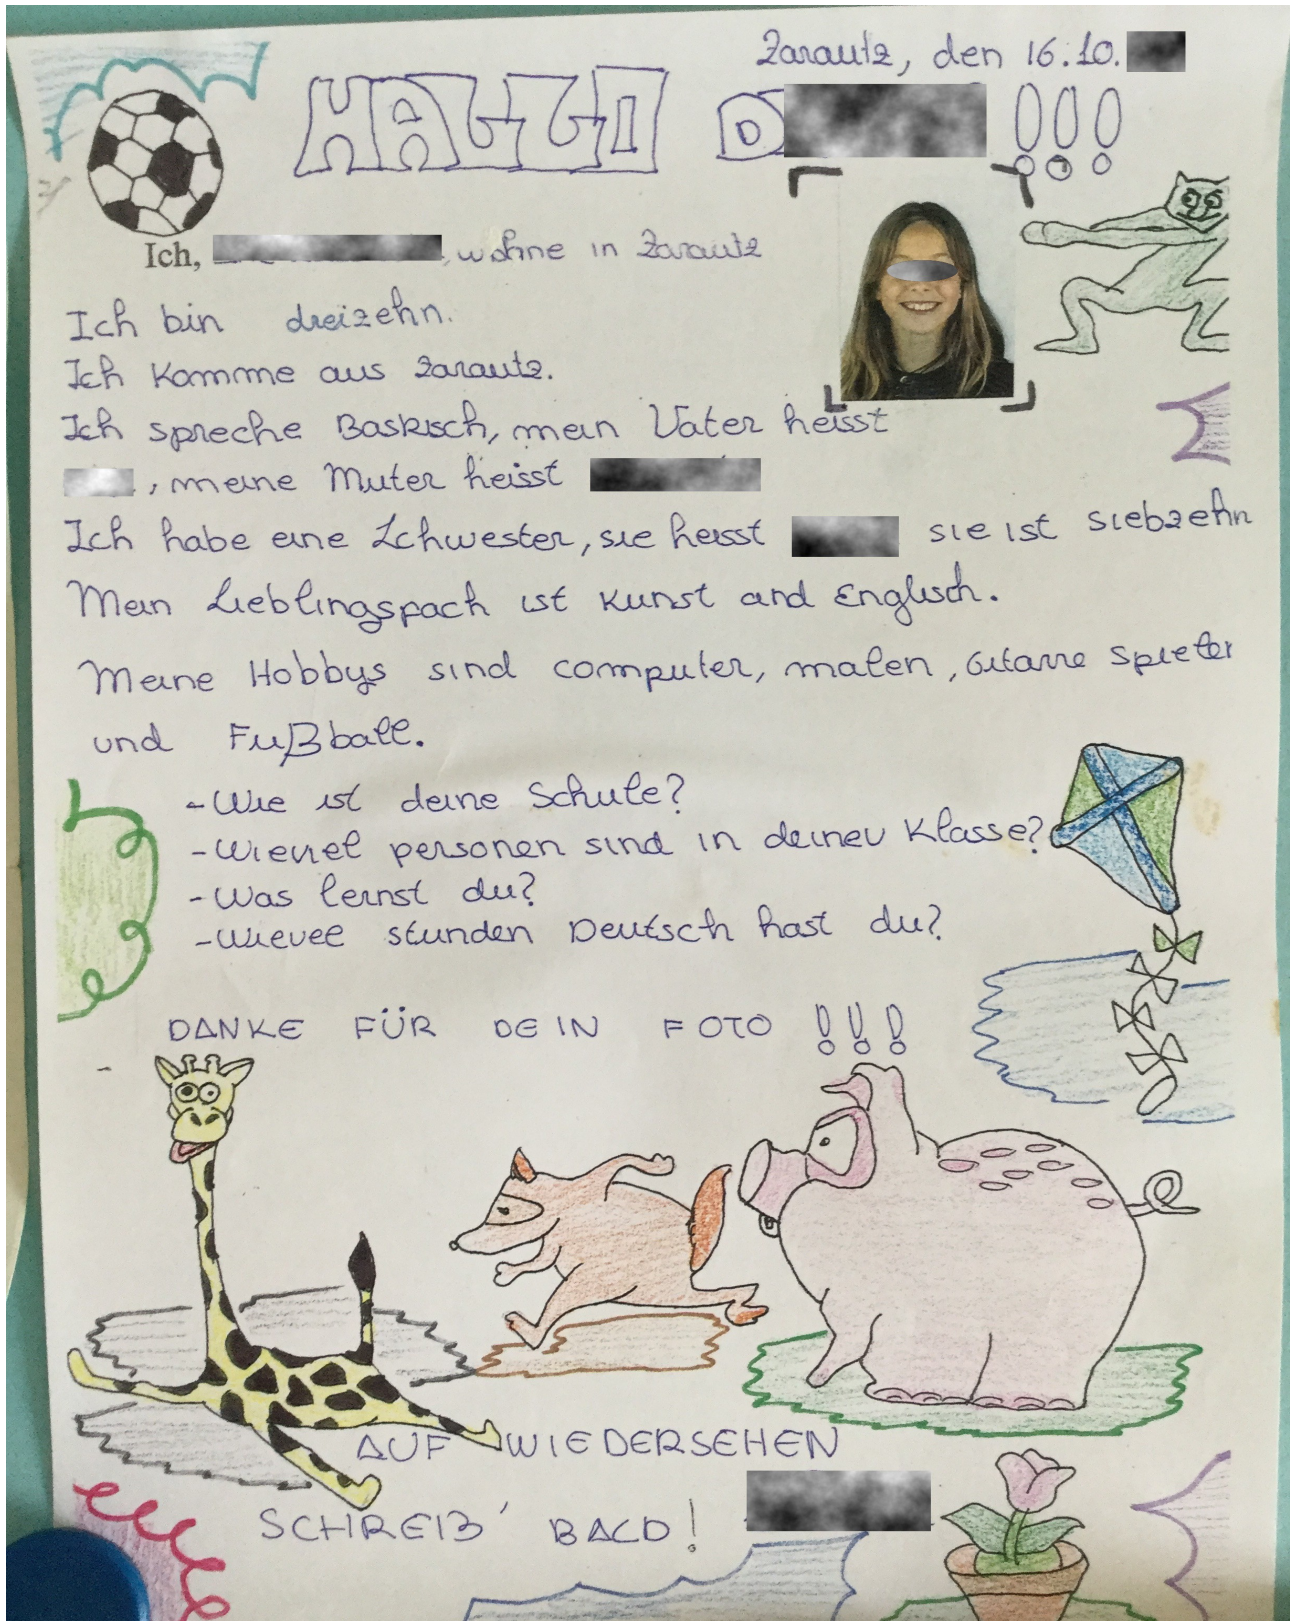 Zarautz, den 16.10.
HALLO D !!!
Ich, , wohne in Zarautz
Ich bin dreizehn.
Ich komme aus Zarautz.
Ich spreche Baskisch, mein Vater heisst
, meine Muter heisst
Ich habe eine Schwester, sie heisst sie ist siebzehn
Mein Lieblingspach ist Kunst and Englisch.
Meine Hobbys sind computer, malen, Gitarre spieler
und Fußball.
- Wie ist deine Schule?
- Wieviel personen sind in deiner Klasse?
- Was lernst du?
- Wieviel stunden Deutsch hast du?
DANKE FÜR DEIN FOTO !!!
AUF WIEDERSEHEN
SCHREIB' BALD!